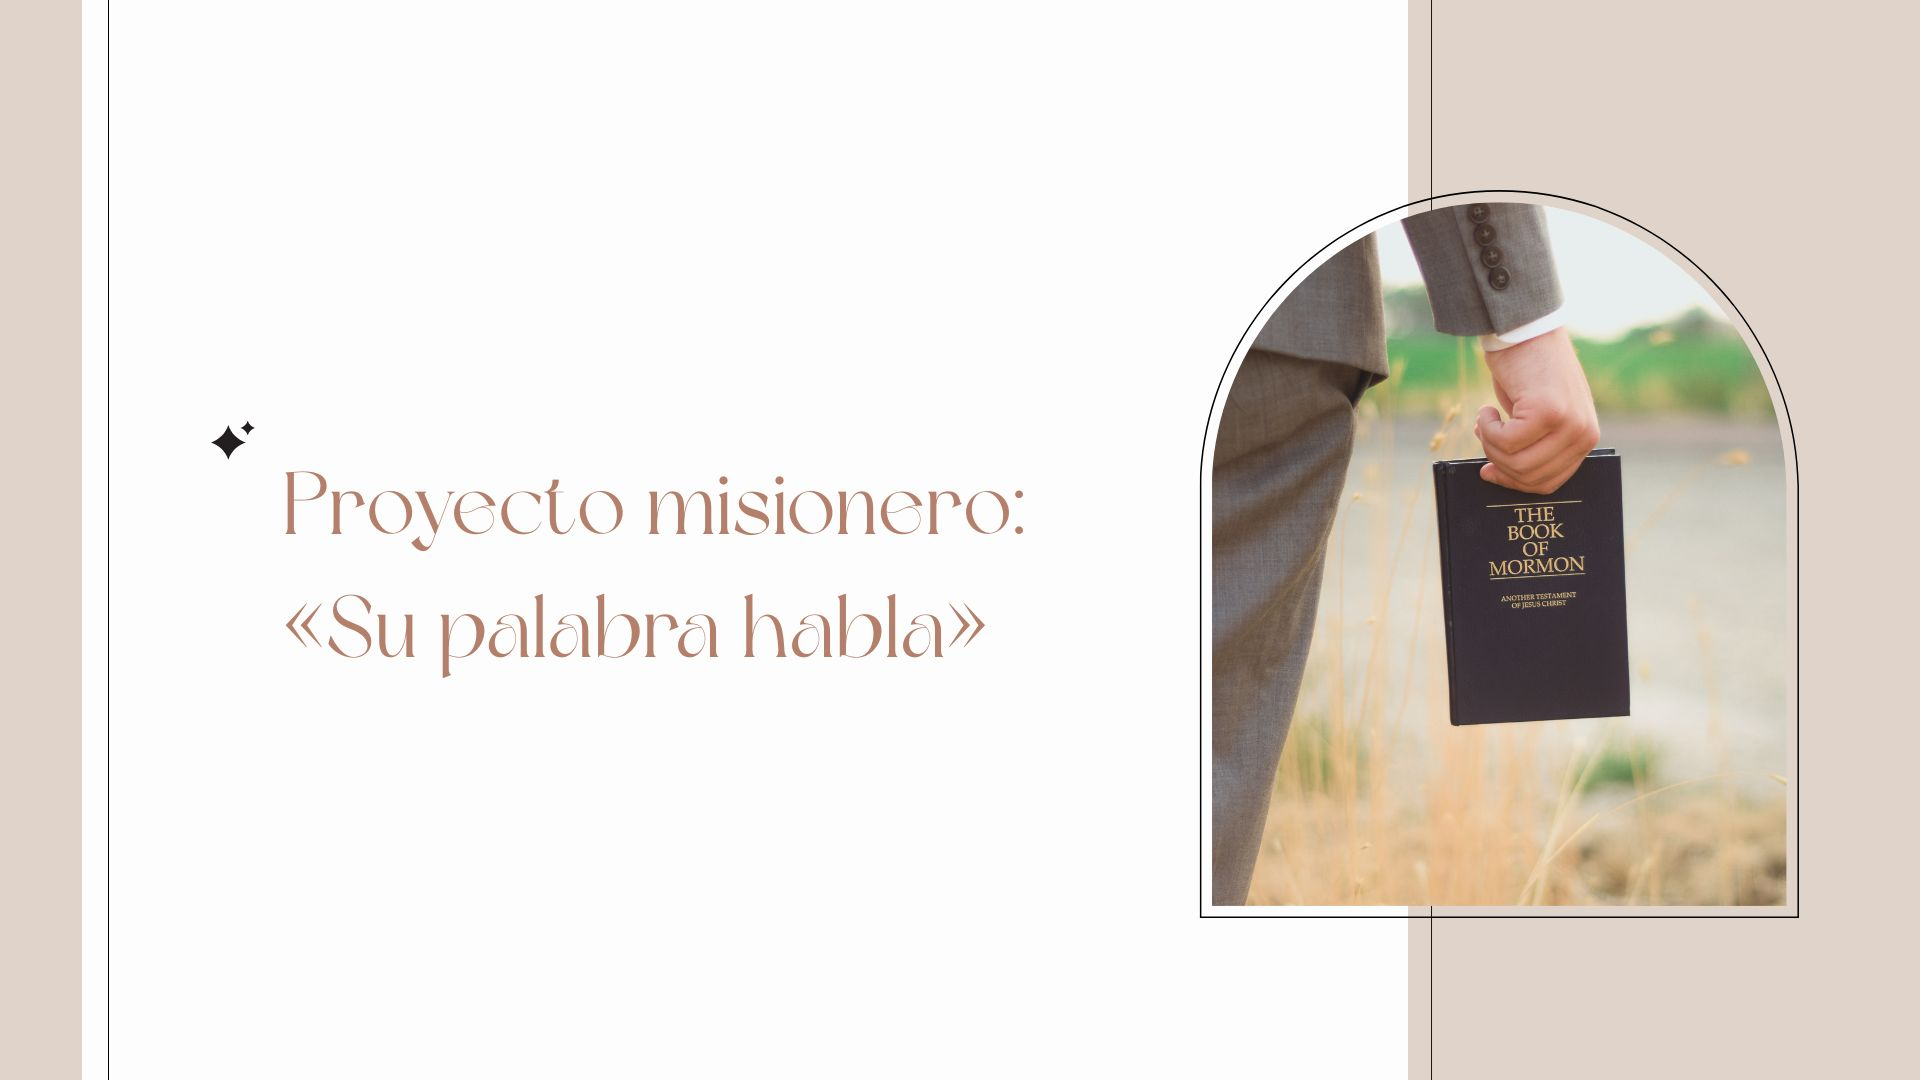 Proyecto misionero:
«Su palabra habla»
THE
BOOK
OF
MORMON
ANOTHER TESTAMENT
OF JESUS CHRIST